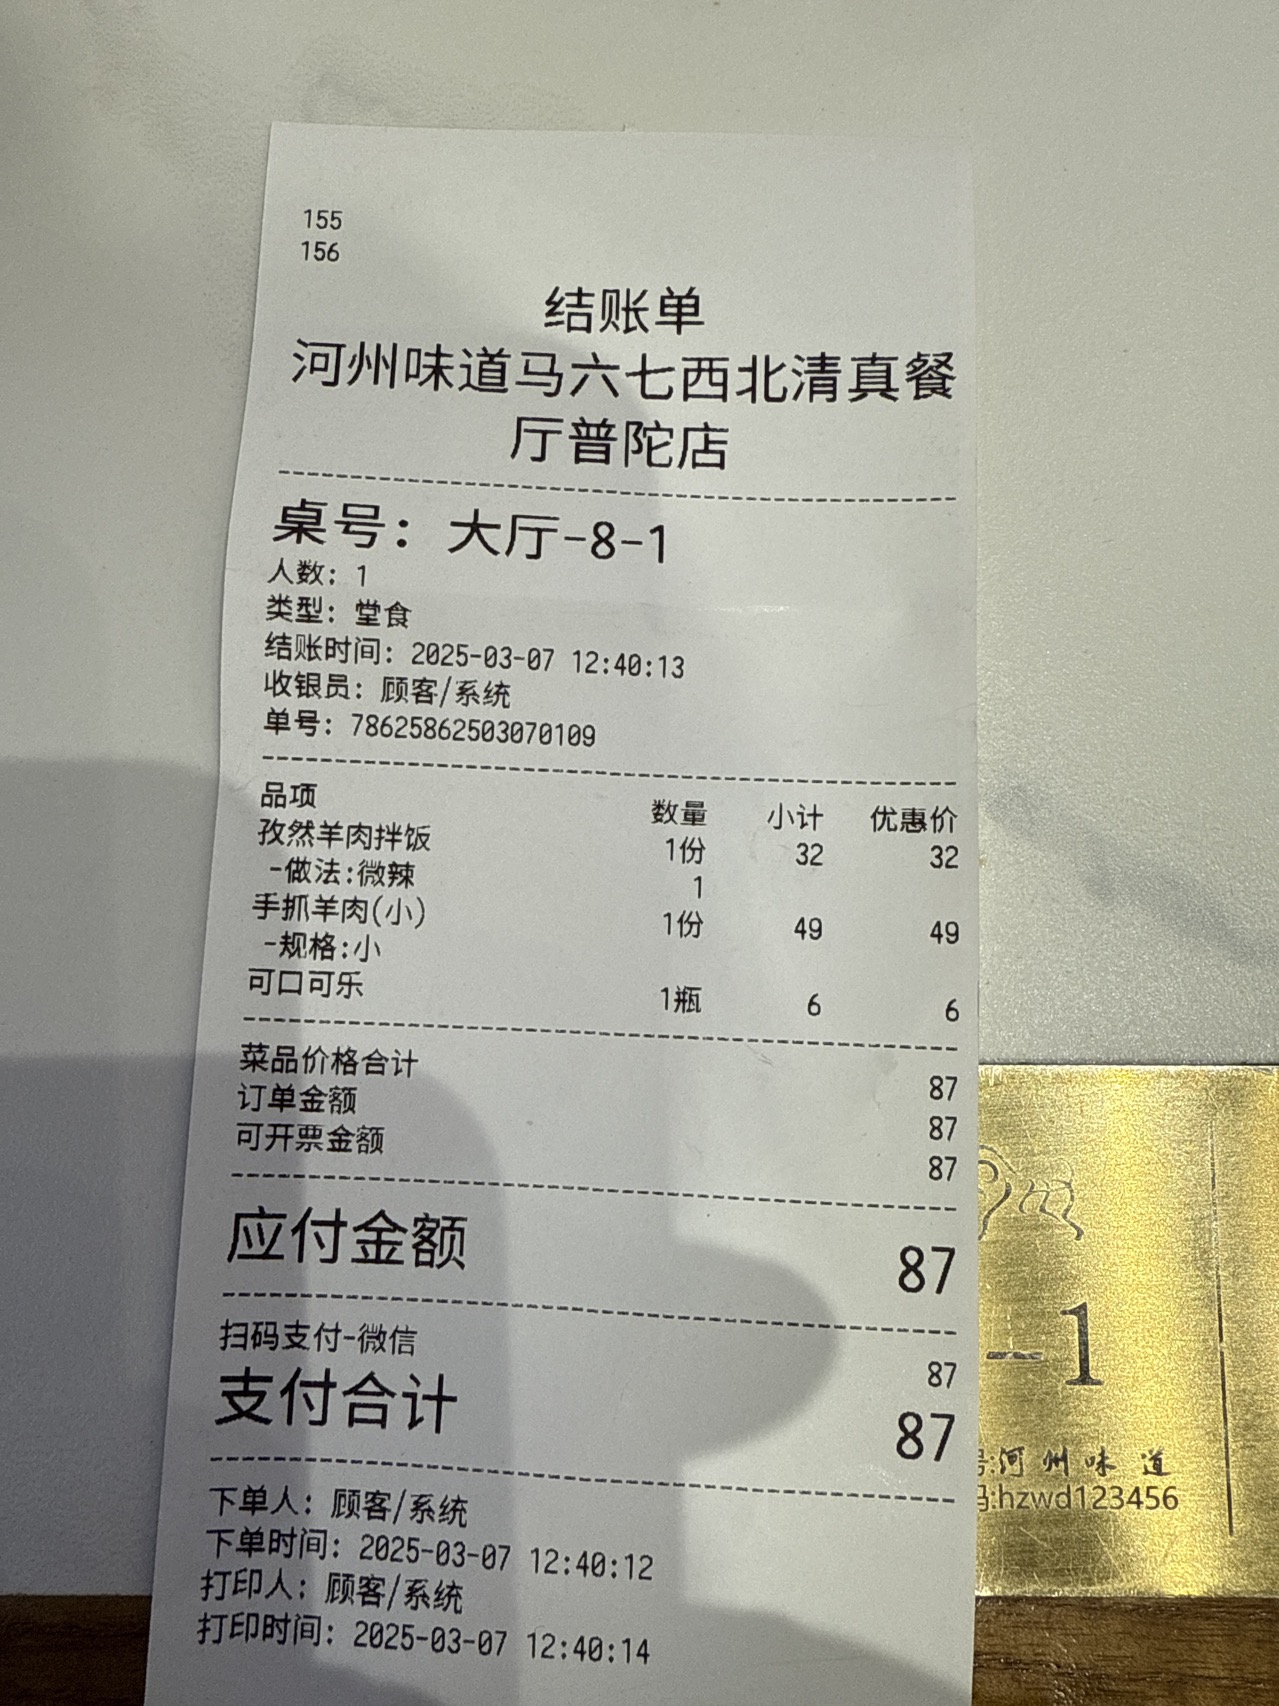 155
156
结账单
河州味道马六七西北清真餐
厅普陀店
桌号：大厅-8-1
人数：1
类型：堂食
结账时间：2025-03-07 12:40:13
收银员：顾客/系统
单号：78625862503070109
品项 数量 小计 优惠价
孜然羊肉拌饭 1份 32 32
-做法:微辣 1
手抓羊肉(小) 1份 49 49
-规格:小
可口可乐 1瓶 6 6
菜品价格合计 87
订单金额 87
可开票金额 87
应付金额 87
扫码支付-微信 87
支付合计 87
下单人：顾客/系统
下单时间：2025-03-07 12:40:12
打印人：顾客/系统
打印时间：2025-03-07 12:40:14
-1
号:河州味道
码:hzwd123456